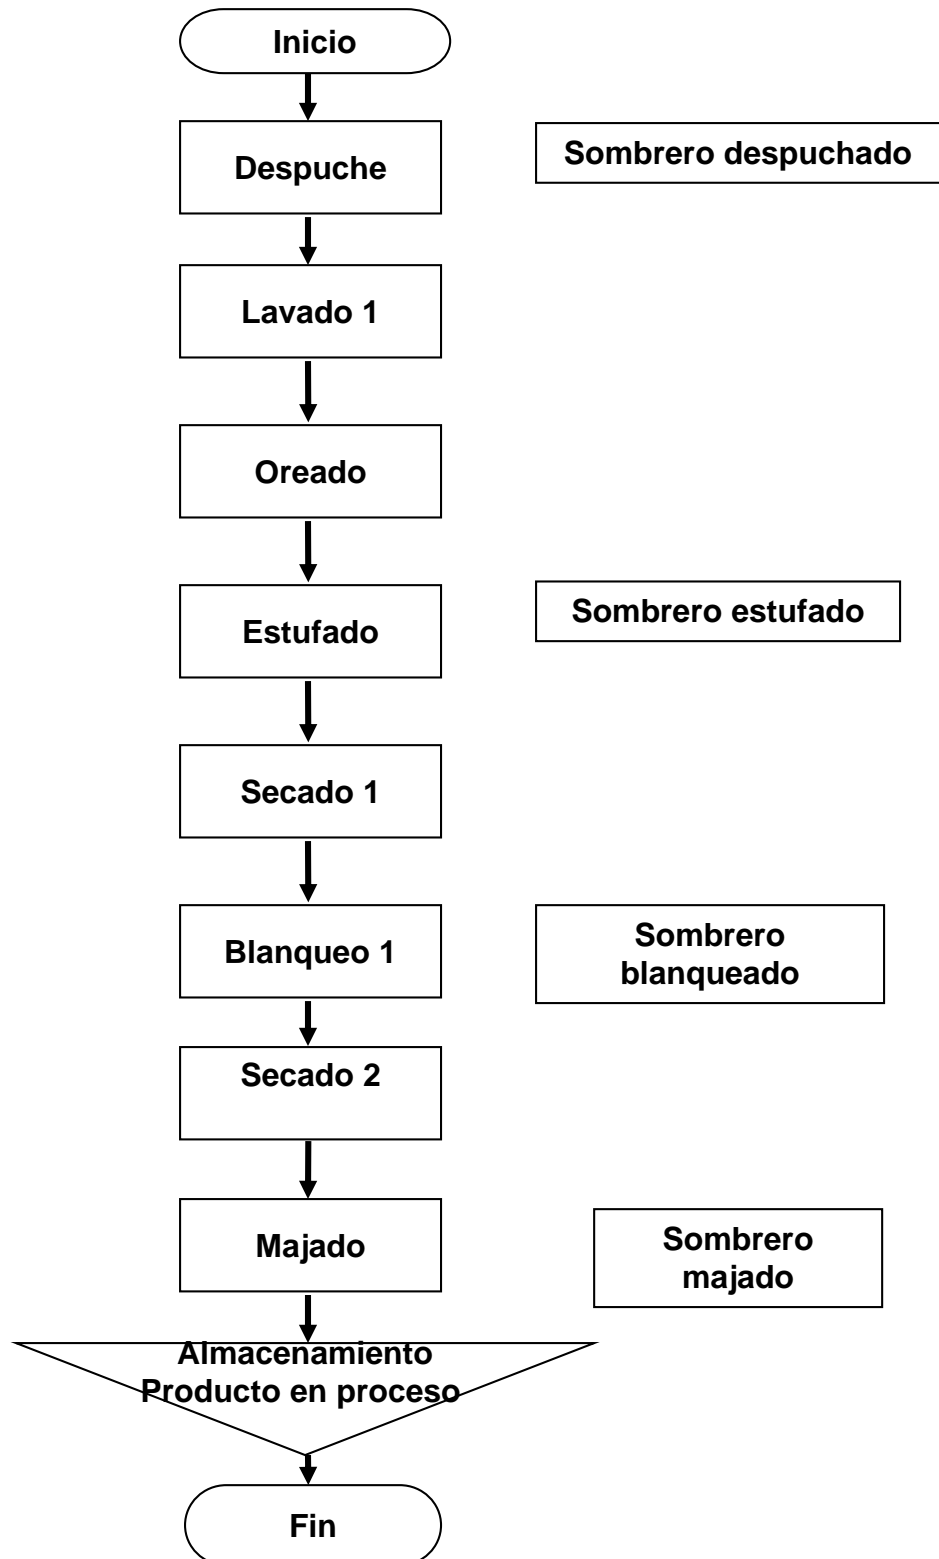 Inicio
Despuche
Sombrero despuchado
Lavado 1
Oreado
Estufado
Sombrero estufado
Secado 1
Blanqueo 1
Sombrero
blanqueado
Secado 2
Majado
Sombrero
majado
Almacenamiento
Producto en proceso
Fin